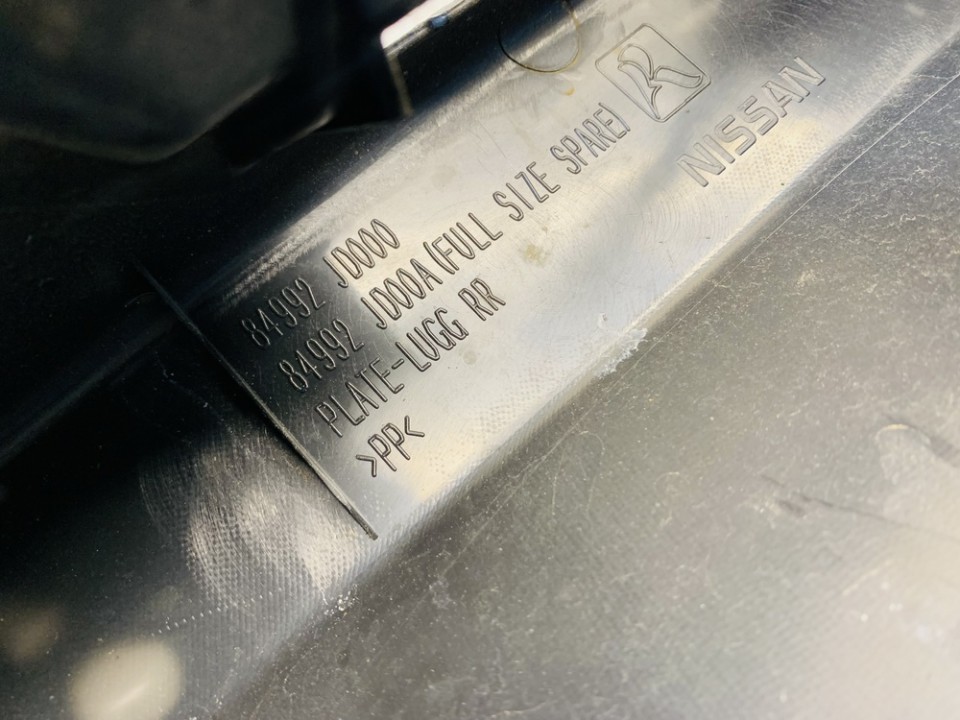 84992 JD000
84992 JD00A(FULL SIZE SPARE)
PLATE-LUGG RR
>PP<
NISSAN